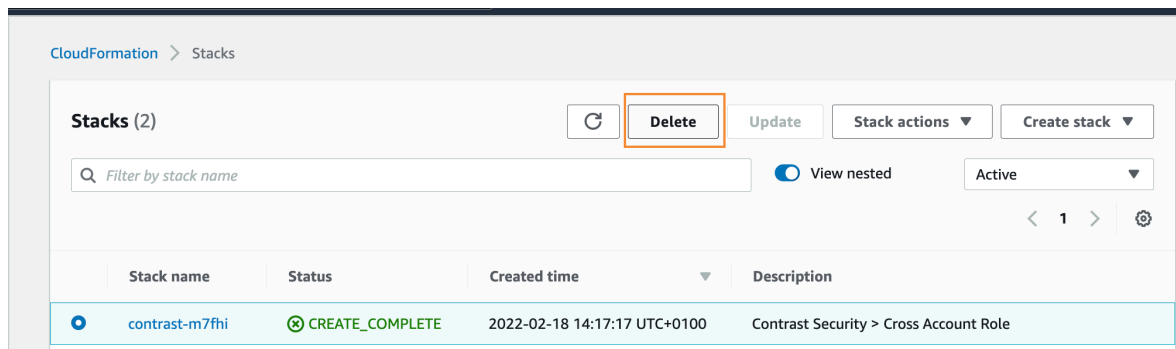 CloudFormation > Stacks
Stacks (2)
Delete
Update
Stack actions
Create stack
Filter by stack name
View nested
Active
1
Stack name
Status
Created time
Description
contrast-m7fhi
CREATE_COMPLETE
2022-02-18 14:17:17 UTC+0100
Contrast Security > Cross Account Role